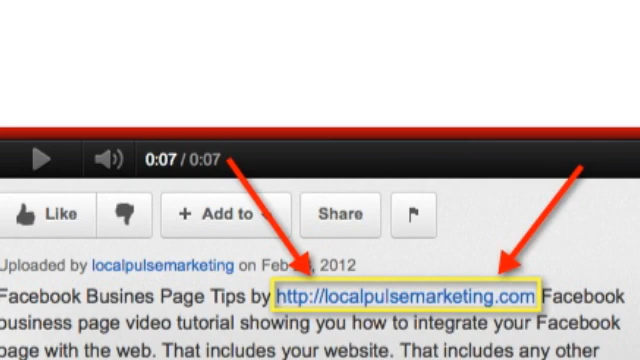 0:07 / 0:07
Like
+ Add to
Share
Uploaded by localpulsemarketing on Feb , 2012
Facebook Busines Page Tips by http://localpulsemarketing.com Facebook
business page video tutorial showing you how to integrate your Facebook
page with the web. That includes your website. That includes any other